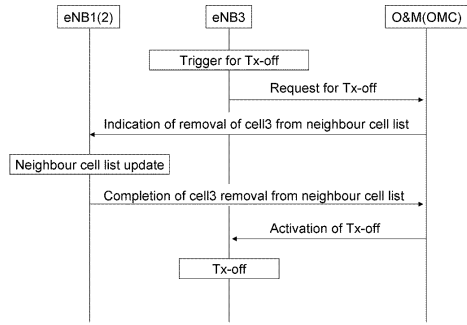 eNB1(2) eNB3 O&M(OMC)
Trigger for Tx-off
Request for Tx-off
Indication of removal of cell3 from neighbour cell list
Neighbour cell list update
Completion of cell3 removal from neighbour cell list
Activation of Tx-off
Tx-off